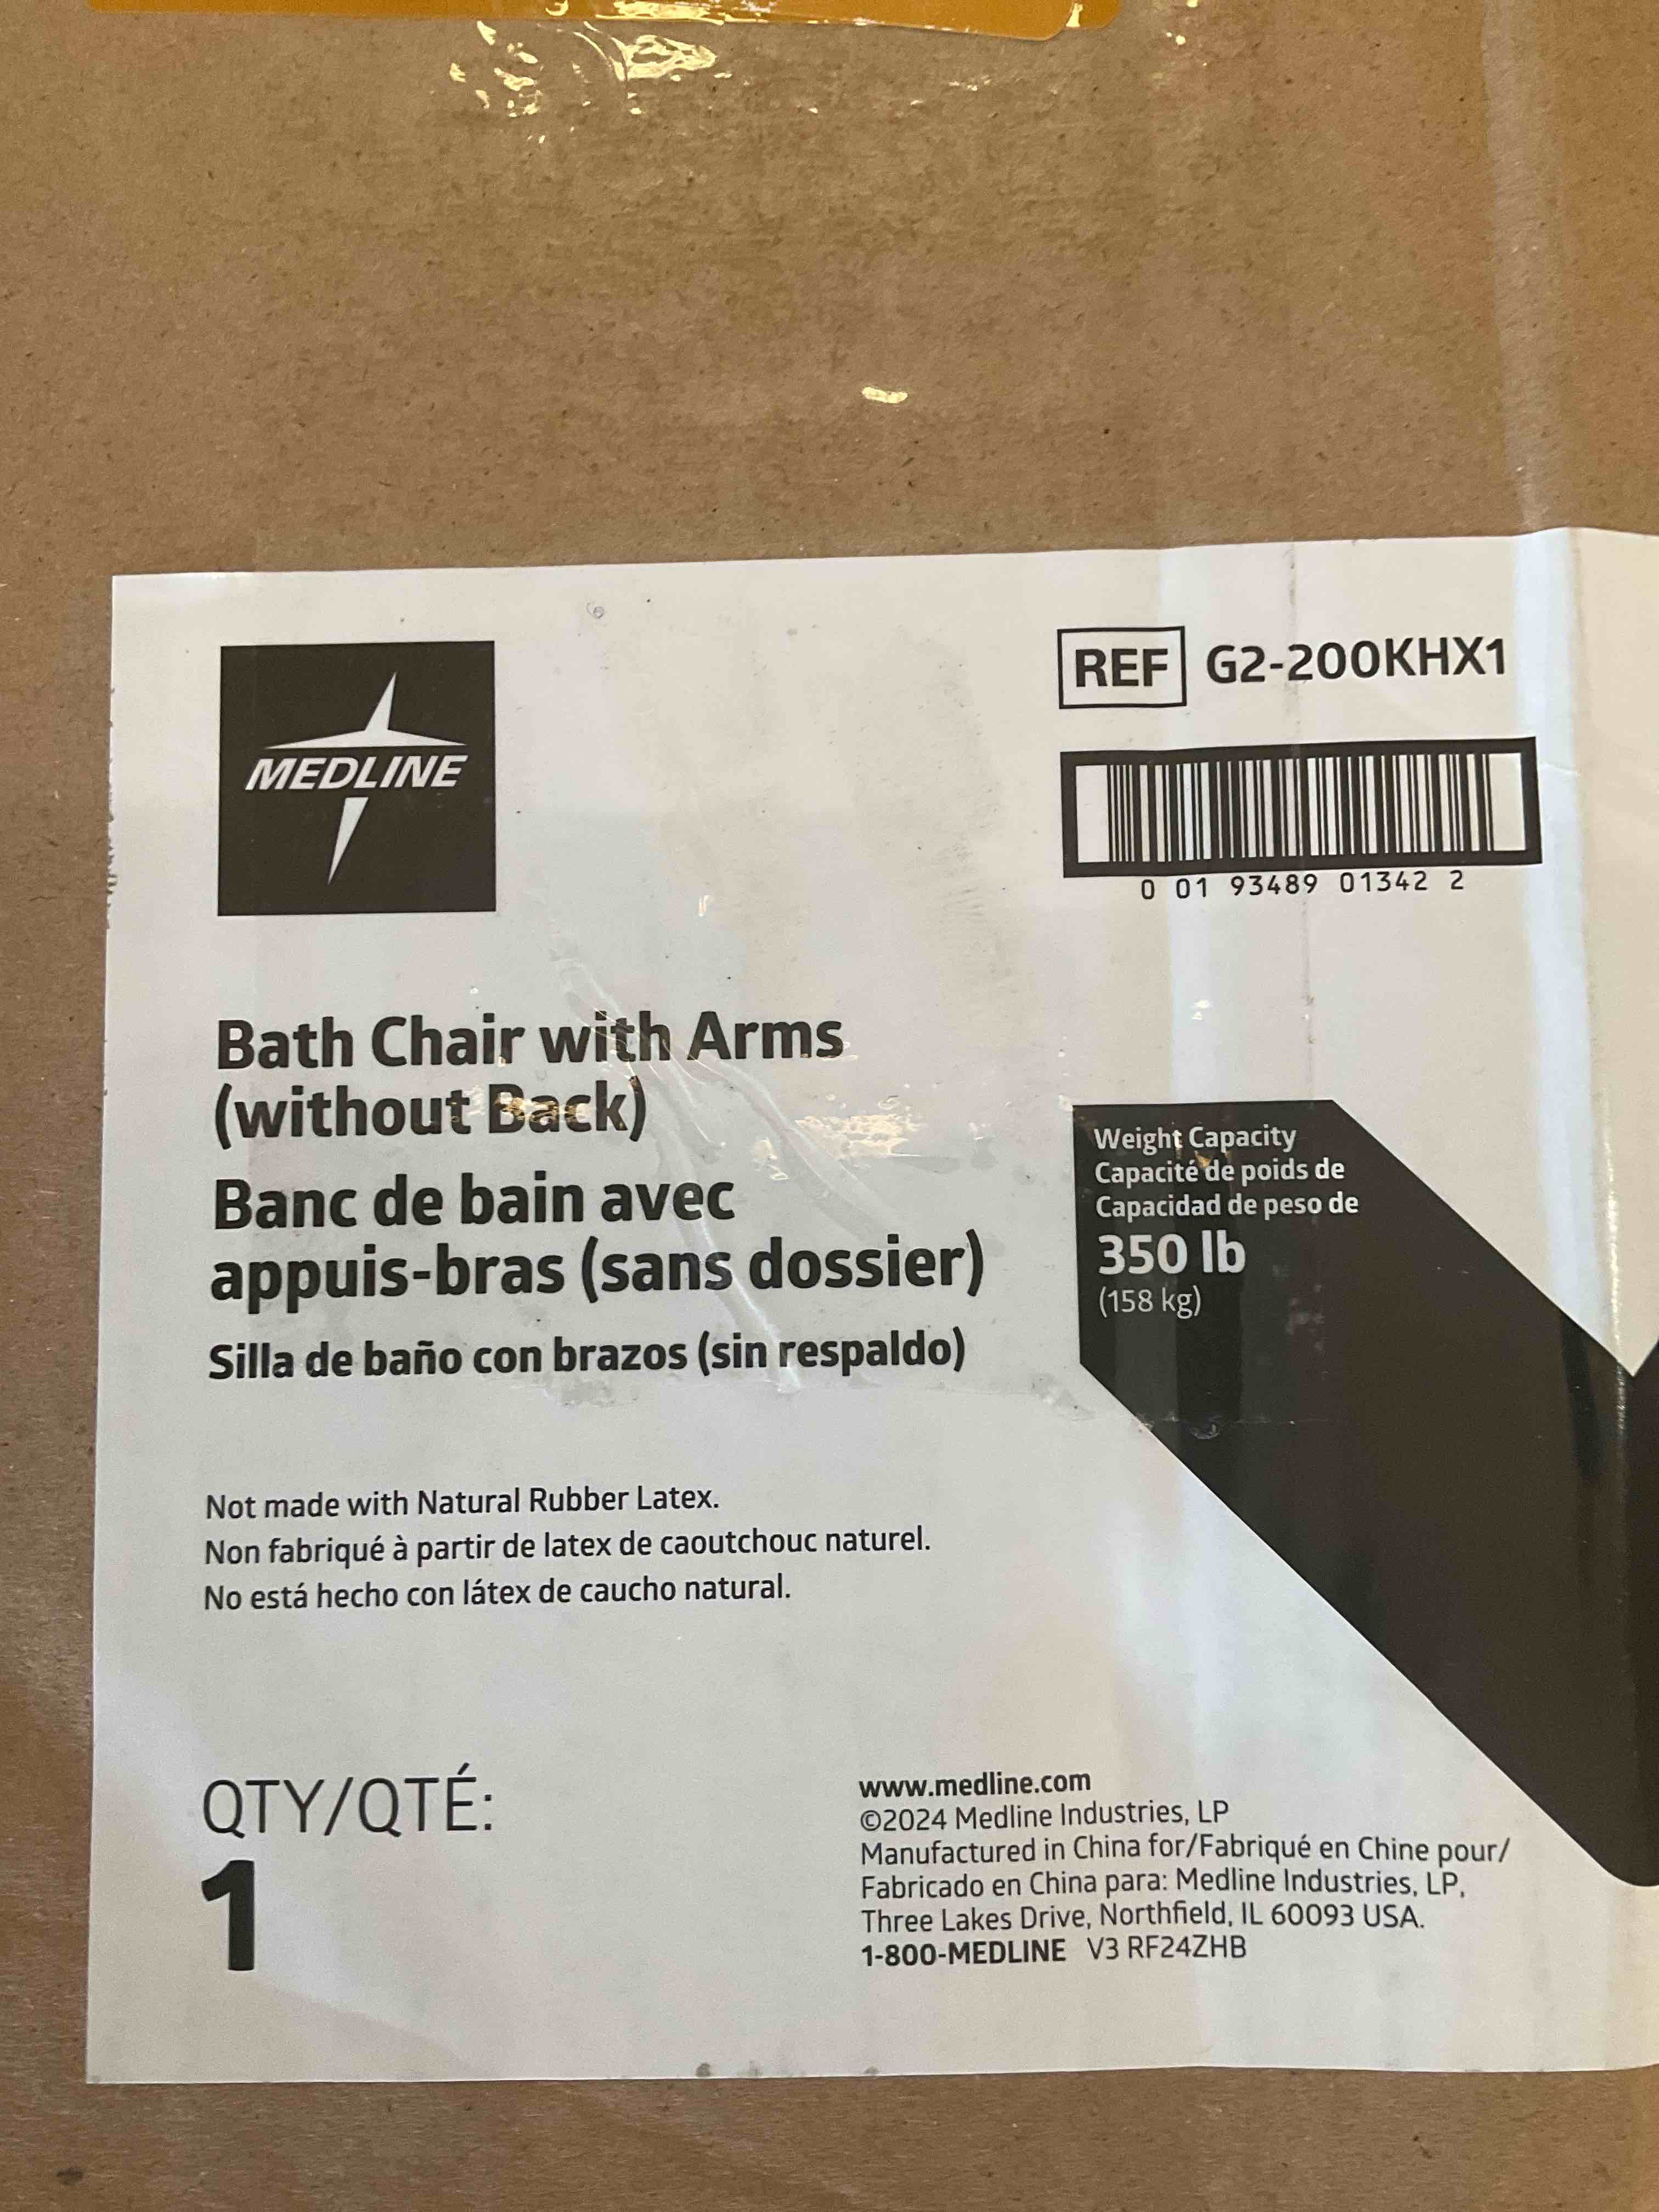 MEDLINE
REF G2-200KHX1
0 01 93489 01342 2
Bath Chair with Arms
(without Back)
Banc de bain avec
appuis-bras (sans dossier)
Silla de baño con brazos (sin respaldo)
Weight Capacity
Capacité de poids de
Capacidad de peso de
350 lb
(158 kg)
Not made with Natural Rubber Latex.
Non fabriqué à partir de latex de caoutchouc naturel.
No está hecho con látex de caucho natural.
QTY/QTÉ:
1
www.medline.com
©2024 Medline Industries, LP
Manufactured in China for/Fabriqué en Chine pour/
Fabricado en China para: Medline Industries, LP,
Three Lakes Drive, Northfield, IL 60093 USA.
1-800-MEDLINE V3 RF24ZHB